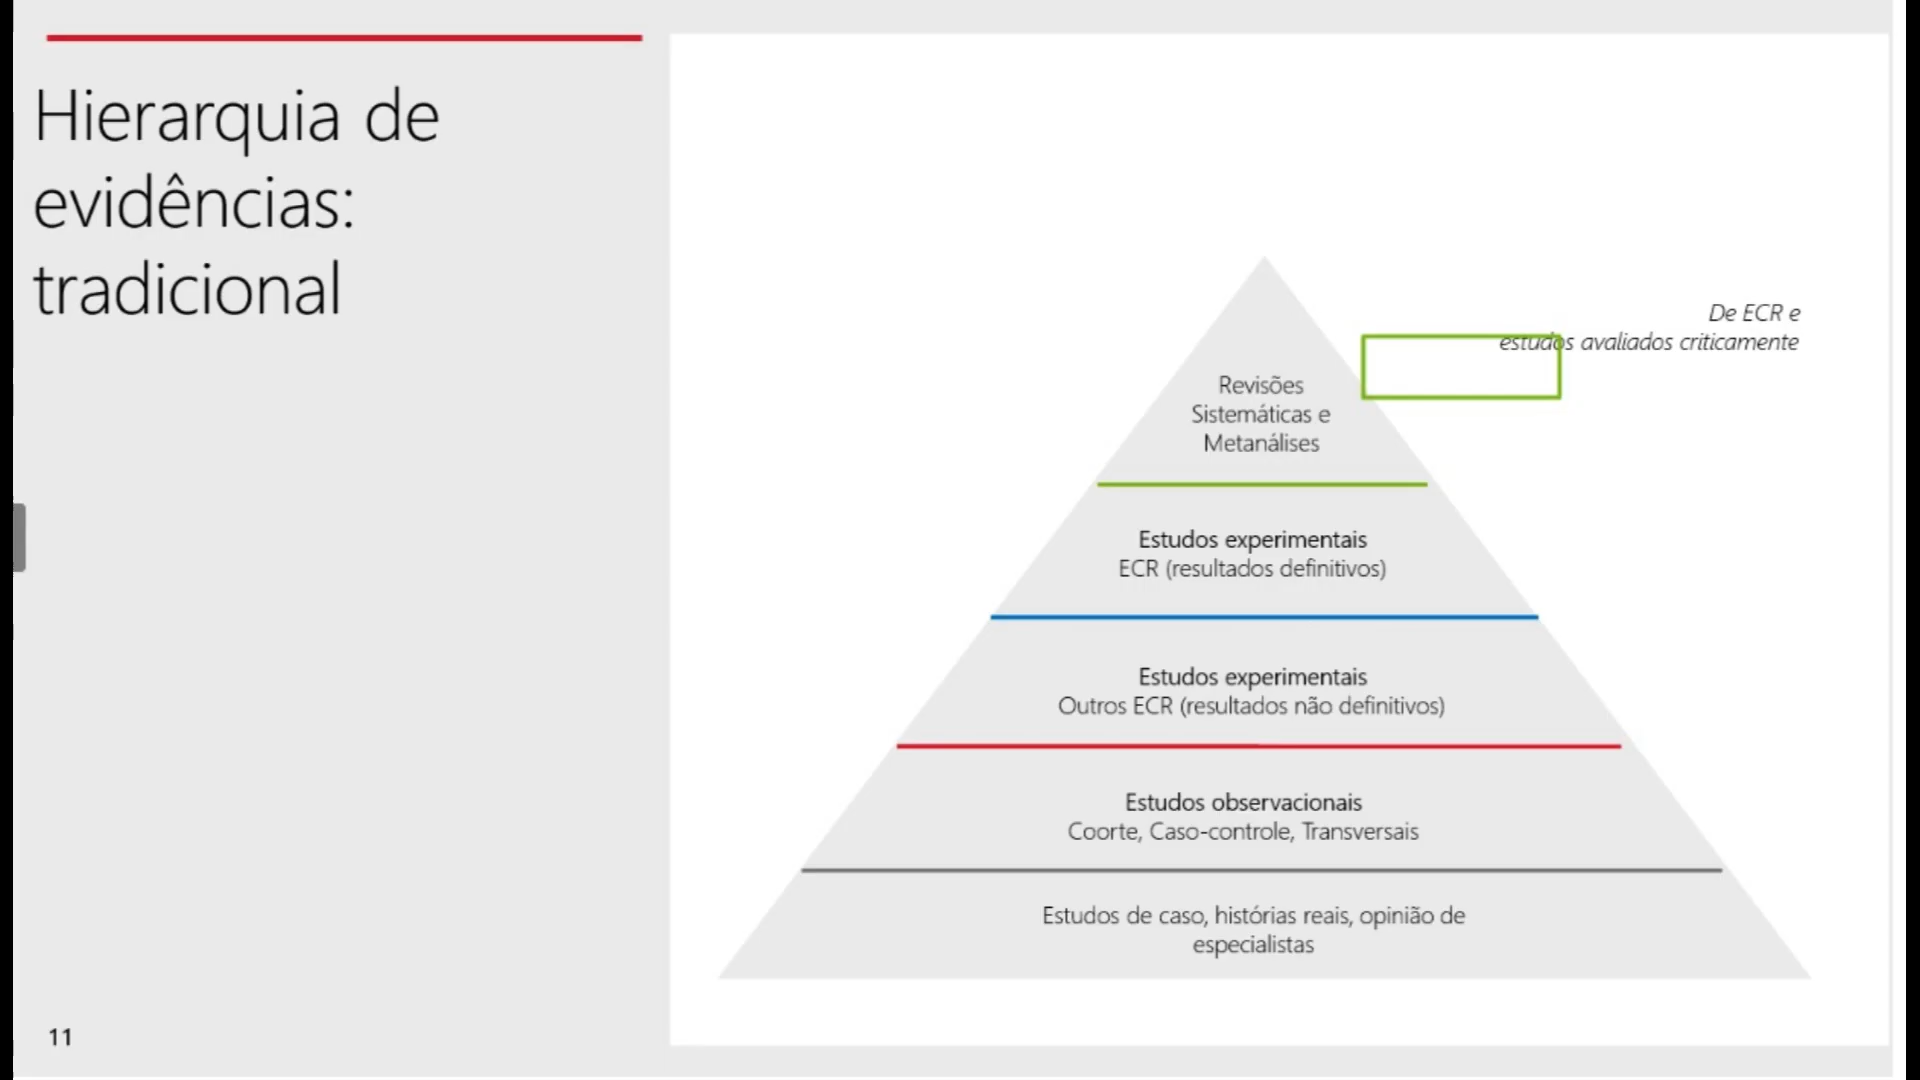 Hierarquia de
evidências:
tradicional
De ECR e
estudos avaliados criticamente
Revisões
Sistemáticas e
Metanálises
Estudos experimentais
ECR (resultados definitivos)
Estudos experimentais
Outros ECR (resultados não definitivos)
Estudos observacionais
Coorte, Caso-controle, Transversais
Estudos de caso, histórias reais, opinião de
especialistas
11